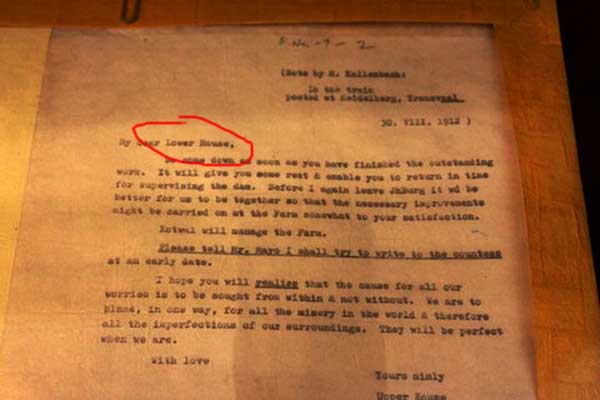 (Note by H. Kallenbach:
In the train
posted at Heidelberg, Transvaal
30. VIII. 1912 )
My dear Lower House,
Do come down as soon as you have finished the outstanding
work. It will give you some rest & enable you to return in time
for supervising the dam. Before I again leave JhBurg it wd be
better for us to be together so that the necessary improvements
might be carried on at the Farm somewhat to your satisfaction.
Kotwal will manage the Farm.
Please tell Mr. Mayo I shall try to write to the countess
at an early date.
I hope you will realise that the cause for all our
worries is to be sought from within & not without. We are to
blame, in one way, for all the misery in the world & therefore
all the imperfections of our surroundings. They will be perfect
when we are.
With love
Yours sinly
Upper House